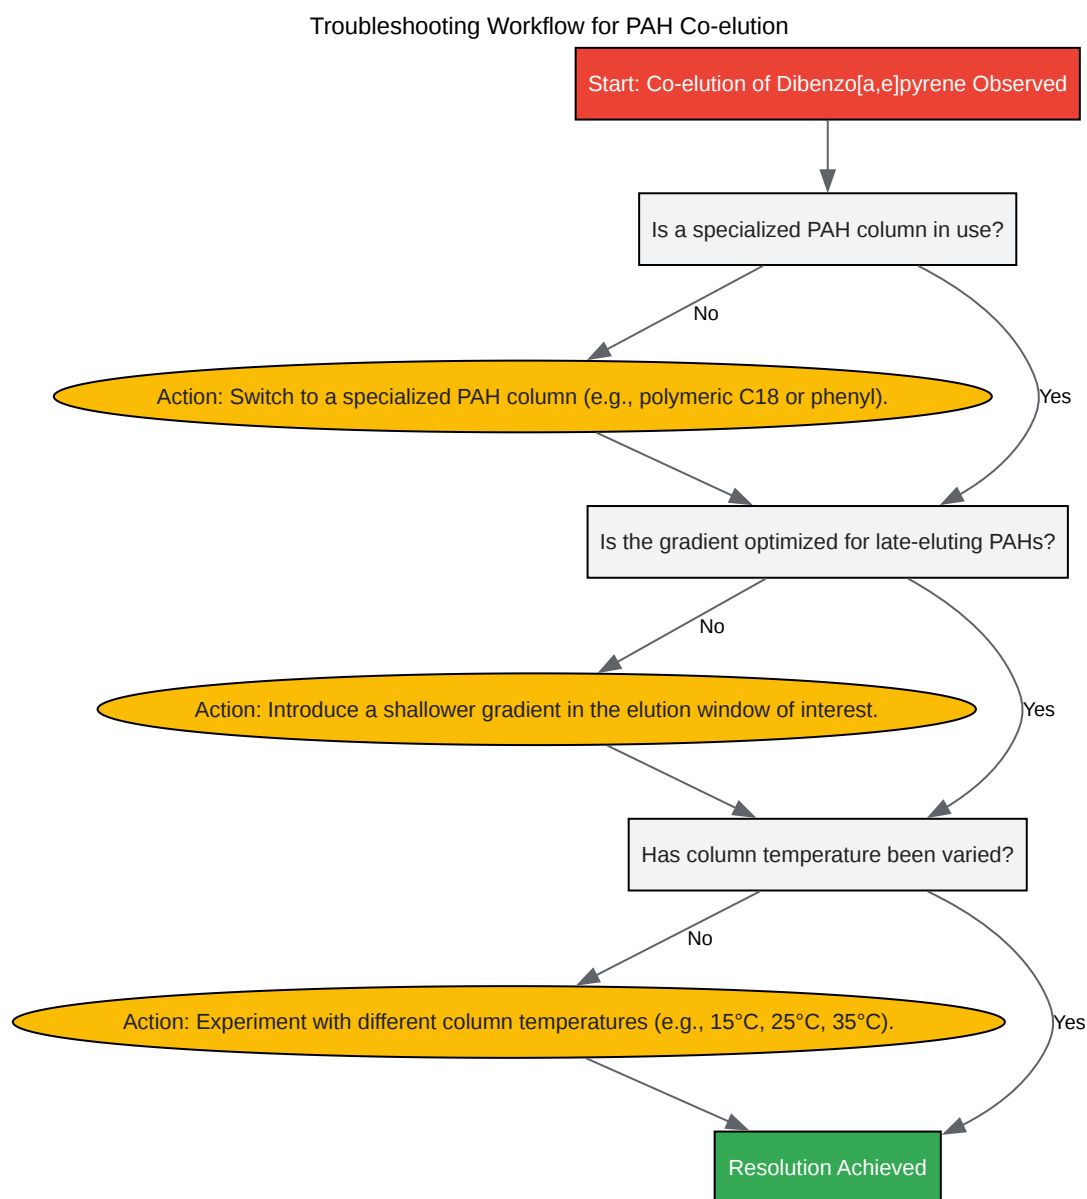 Troubleshooting Workflow for PAH Co-elution
Start: Co-elution of Dibenzo[a,e]pyrene Observed
Is a specialized PAH column in use?
No
Action: Switch to a specialized PAH column (e.g., polymeric C18 or phenyl).
Yes
Is the gradient optimized for late-eluting PAHs?
No
Action: Introduce a shallower gradient in the elution window of interest.
Yes
Has column temperature been varied?
No
Action: Experiment with different column temperatures (e.g., 15°C, 25°C, 35°C).
Yes
Resolution Achieved